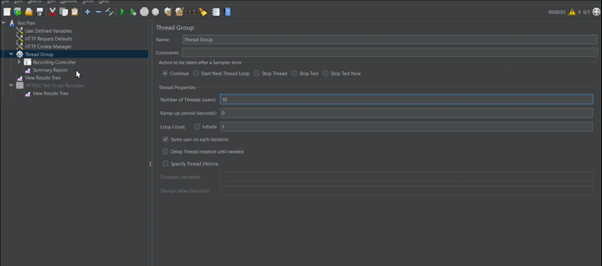 000003 0 0/1
Test Plan
User Defined Variables
HTTP Request Defaults
HTTP Cookie Manager
Thread Group
Recording Controller
Summary Report
View Results Tree
HTTP(S) Test Script Recorder
View Results Tree
Thread Group
Name: Thread Group
Comments:
Action to be taken after a Sampler error
Continue Start Next Thread Loop Stop Thread Stop Test Stop Test Now
Thread Properties
Number of Threads (users): 10
Ramp-up period (seconds): 0
Loop Count: Infinite 1
Same user on each iteration
Delay Thread creation until needed
Specify Thread lifetime
Duration (seconds):
Startup delay (seconds):